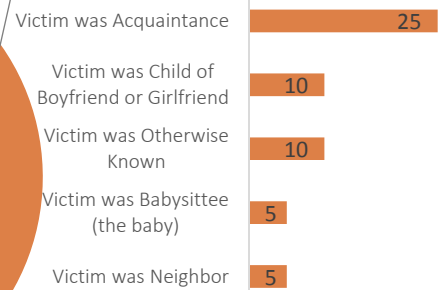 Victim was Acquaintance 25
Victim was Child of
Boyfriend or Girlfriend 10
Victim was Otherwise
Known 10
Victim was Babysittee
(the baby) 5
Victim was Neighbor 5